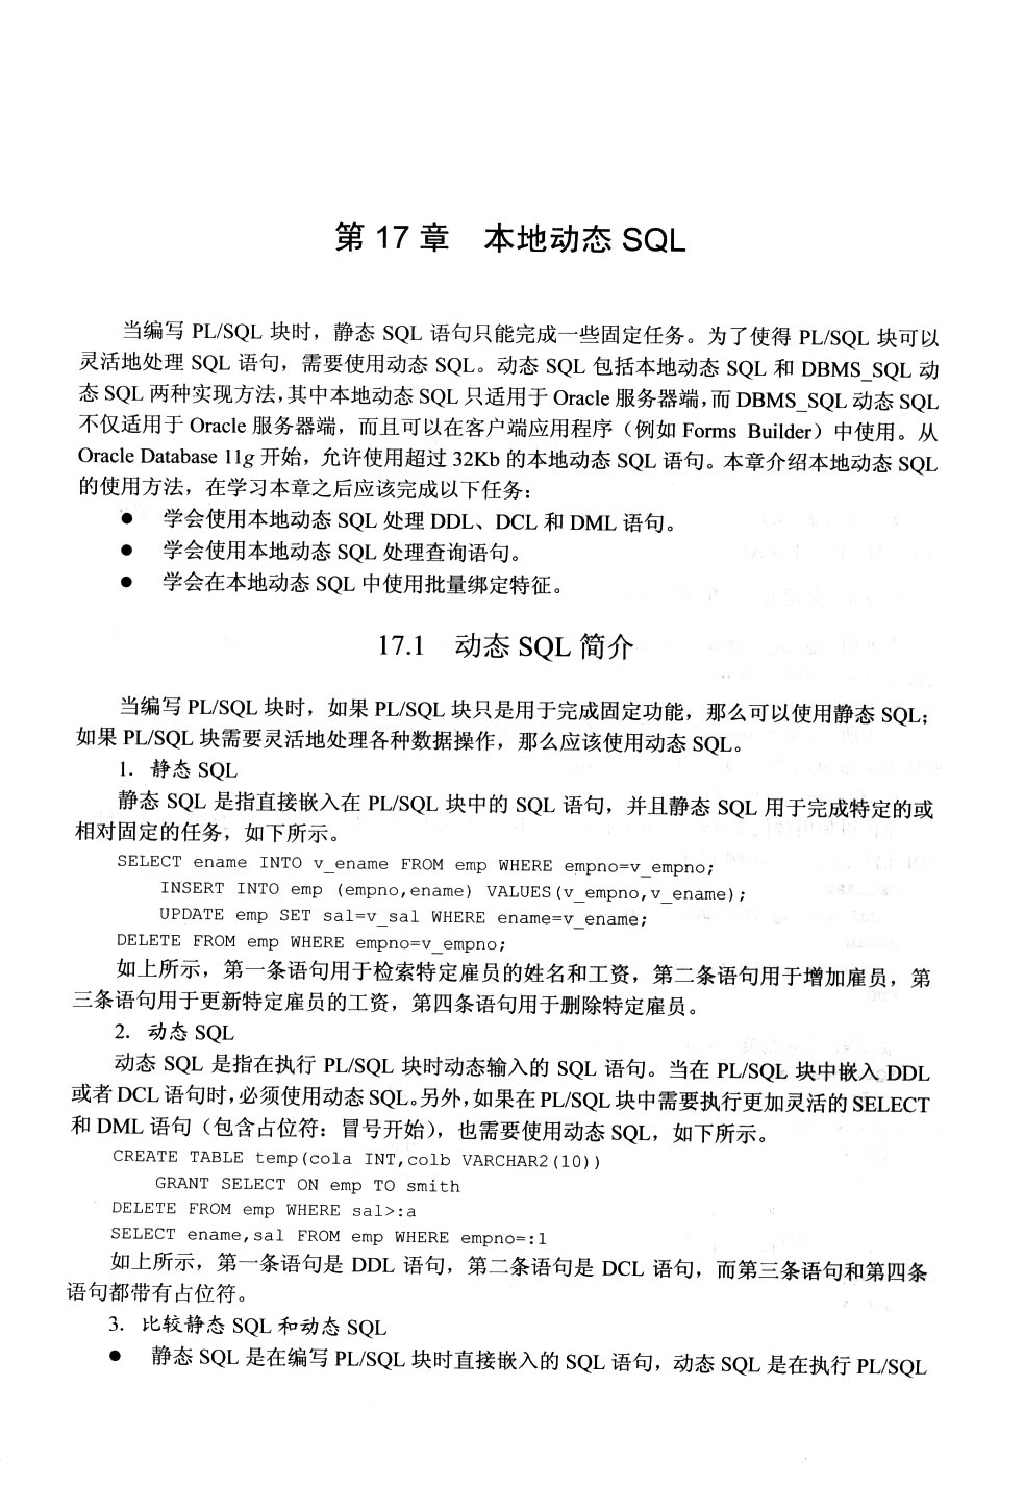 第 17 章 本地动态 SQL
当编写 PL/SQL 块时，静态 SQL 语句只能完成一些固定任务。为了使得 PL/SQL 块可以
灵活地处理 SQL 语句，需要使用动态 SQL。动态 SQL 包括本地动态 SQL 和 DBMS_SQL 动
态 SQL 两种实现方法，其中本地动态 SQL 只适用于 Oracle 服务器端，而 DBMS_SQL 动态 SQL
不仅适用于 Oracle 服务器端，而且可以在客户端应用程序（例如 Forms Builder）中使用。从
Oracle Database 11g 开始，允许使用超过 32Kb 的本地动态 SQL 语句。本章介绍本地动态 SQL
的使用方法，在学习本章之后应该完成以下任务：
● 学会使用本地动态 SQL 处理 DDL、DCL 和 DML 语句。
● 学会使用本地动态 SQL 处理查询语句。
● 学会在本地动态 SQL 中使用批量绑定特征。
17.1 动态 SQL 简介
当编写 PL/SQL 块时，如果 PL/SQL 块只是用于完成固定功能，那么可以使用静态 SQL；
如果 PL/SQL 块需要灵活地处理各种数据操作，那么应该使用动态 SQL。
1. 静态 SQL
静态 SQL 是指直接嵌入在 PL/SQL 块中的 SQL 语句，并且静态 SQL 用于完成特定的或
相对固定的任务，如下所示。
SELECT ename INTO v_ename FROM emp WHERE empno=v_empno;
INSERT INTO emp (empno,ename) VALUES(v_empno,v_ename);
UPDATE emp SET sal=v_sal WHERE ename=v_ename;
DELETE FROM emp WHERE empno=v_empno;
如上所示，第一条语句用于检索特定雇员的姓名和工资，第二条语句用于增加雇员，第
三条语句用于更新特定雇员的工资，第四条语句用于删除特定雇员。
2. 动态 SQL
动态 SQL 是指在执行 PL/SQL 块时动态输入的 SQL 语句。当在 PL/SQL 块中嵌入 DDL
或者 DCL 语句时，必须使用动态 SQL。另外，如果在 PL/SQL 块中需要执行更加灵活的 SELECT
和 DML 语句（包含占位符：冒号开始），也需要使用动态 SQL，如下所示。
CREATE TABLE temp(cola INT,colb VARCHAR2(10))
GRANT SELECT ON emp TO smith
DELETE FROM emp WHERE sal>:a
SELECT ename,sal FROM emp WHERE empno=:1
如上所示，第一条语句是 DDL 语句，第二条语句是 DCL 语句，而第三条语句和第四条
语句都带有占位符。
3. 比较静态 SQL 和动态 SQL
● 静态 SQL 是在编写 PL/SQL 块时直接嵌入的 SQL 语句，动态 SQL 是在执行 PL/SQL